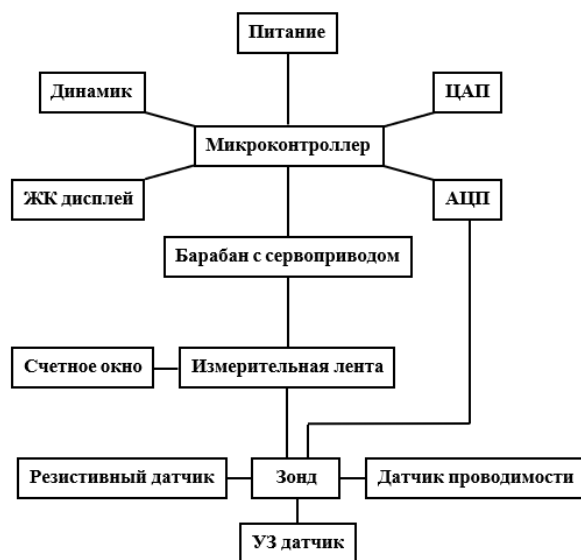 Питание
Динамик
ЦАП
Микроконтроллер
ЖК дисплей
АЦП
Барабан с сервоприводом
Счетное окно
Измерительная лента
Резистивный датчик
Зонд
Датчик проводимости
УЗ датчик